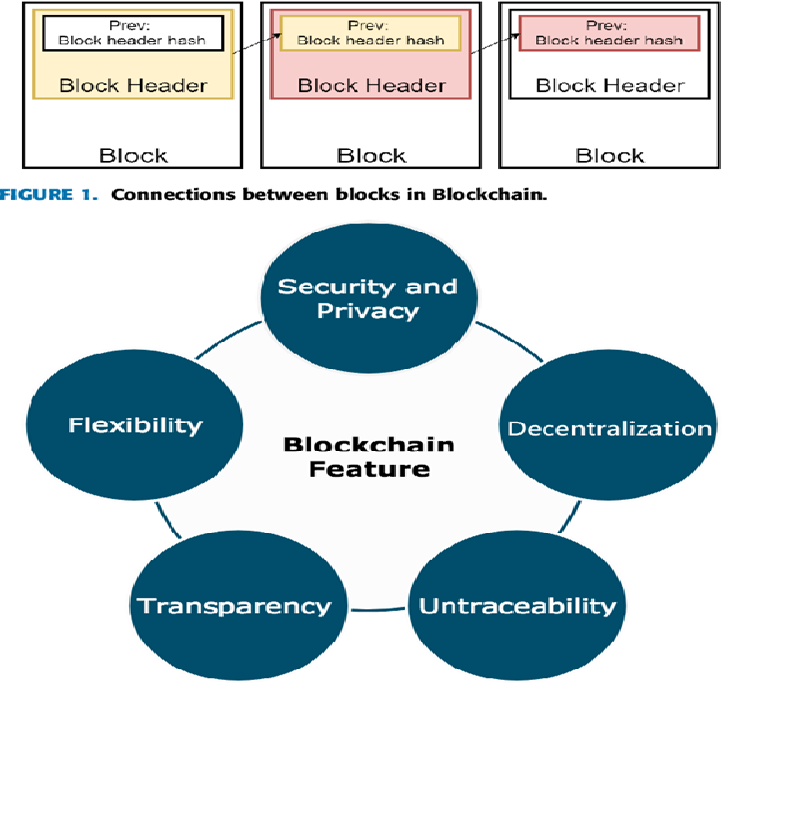 Prev:
Block header hash
Block Header
Block
Prev:
Block header hash
Block Header
Block
Prev:
Block header hash
Block Header
Block
FIGURE 1. Connections between blocks in Blockchain.
Security and
Privacy
Flexibility
Decentralization
Blockchain
Feature
Transparency
Untraceability